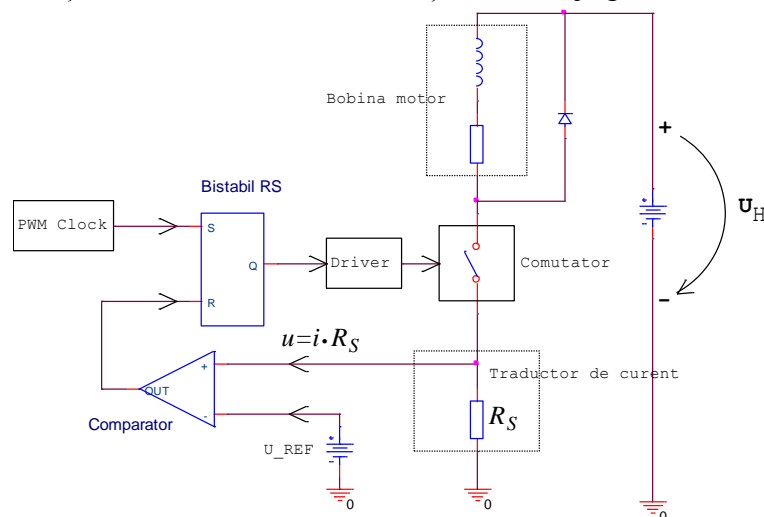 Bobina motor
+
U_H
-
Bistabil RS
PWM Clock
S
Q
R
Driver
Comutator
u=i·R_S
Traductor de curent
+
OUT
-
R_S
Comparator
U_REF
0
0
0